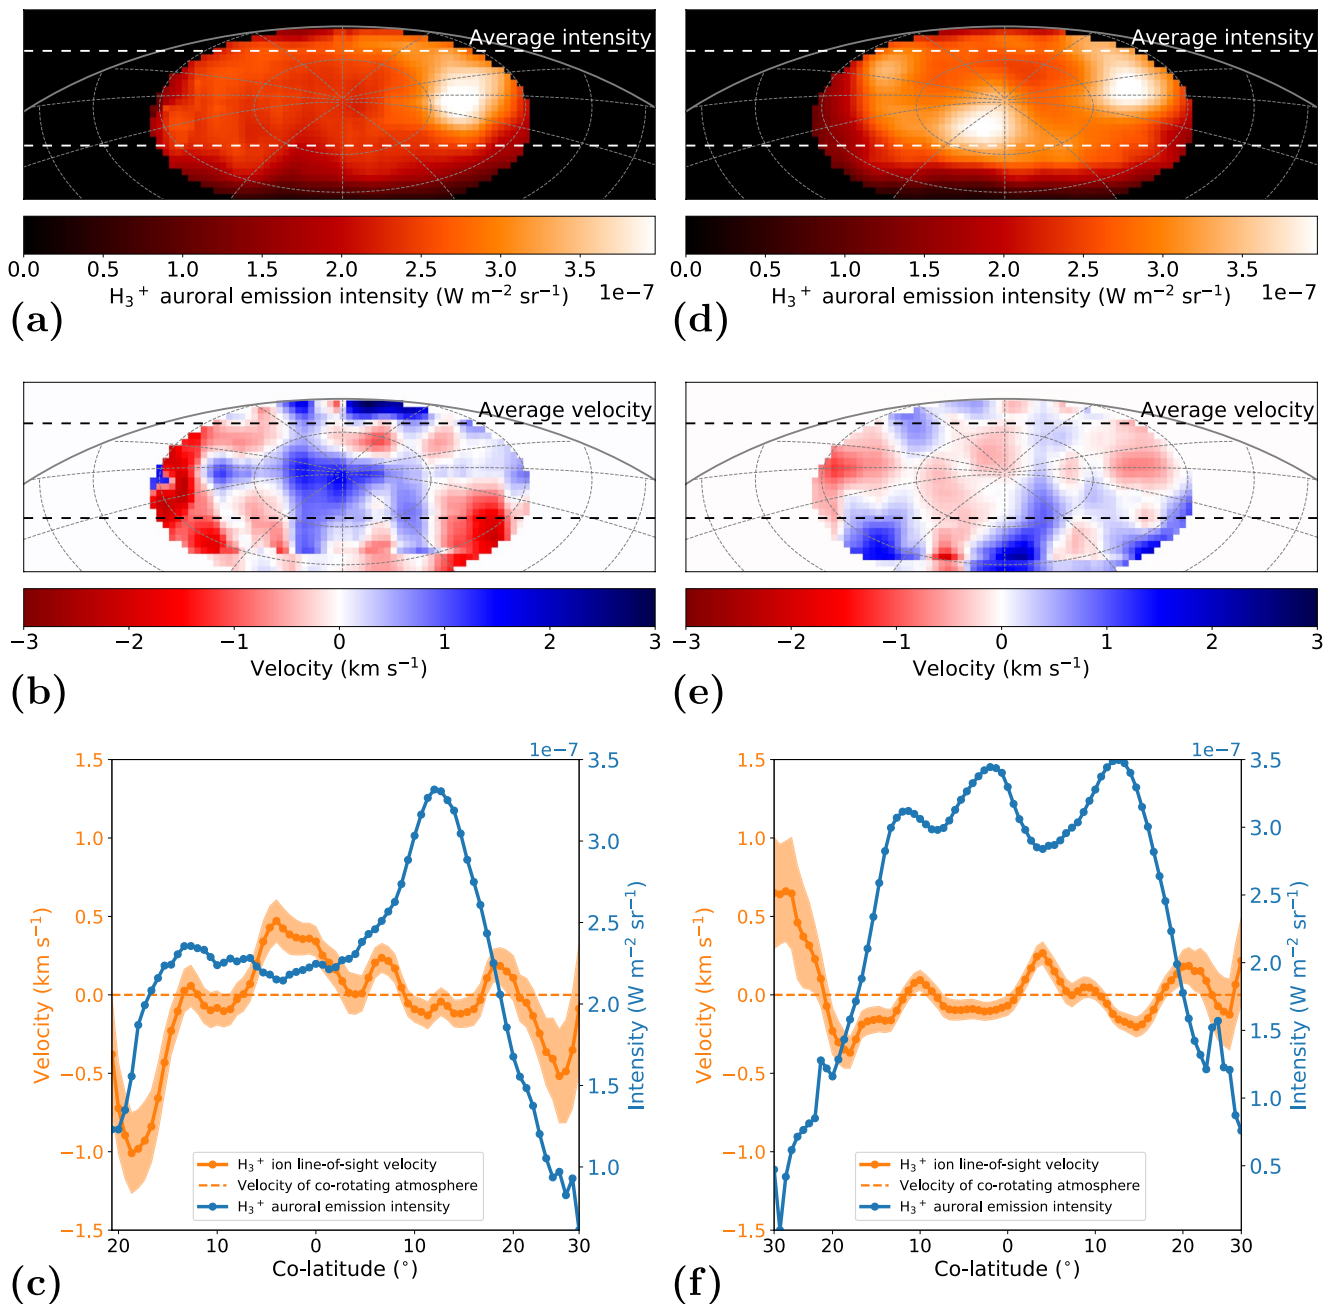 Average intensity
0.0 0.5 1.0 1.5 2.0 2.5 3.0 3.5
H₃⁺ auroral emission intensity (W m⁻² sr⁻¹) 1e−7
(a)
Average intensity
0.0 0.5 1.0 1.5 2.0 2.5 3.0 3.5
H₃⁺ auroral emission intensity (W m⁻² sr⁻¹) 1e−7
(d)
Average velocity
−3 −2 −1 0 1 2 3
Velocity (km s⁻¹)
(b)
Average velocity
−3 −2 −1 0 1 2 3
Velocity (km s⁻¹)
(e)
1e−7
1.5
1.0
0.5
0.0
−0.5
−1.0
−1.5
Velocity (km s⁻¹)
3.5
3.0
2.5
2.0
1.5
1.0
Intensity (W m⁻² sr⁻¹)
H₃⁺ ion line-of-sight velocity
Velocity of co-rotating atmosphere
H₃⁺ auroral emission intensity
20 10 0 10 20 30
Co-latitude (°)
(c)
1e−7
1.5
1.0
0.5
0.0
−0.5
−1.0
−1.5
Velocity (km s⁻¹)
3.5
3.0
2.5
2.0
1.5
1.0
0.5
Intensity (W m⁻² sr⁻¹)
H₃⁺ ion line-of-sight velocity
Velocity of co-rotating atmosphere
H₃⁺ auroral emission intensity
30 20 10 0 10 20 30
Co-latitude (°)
(f)